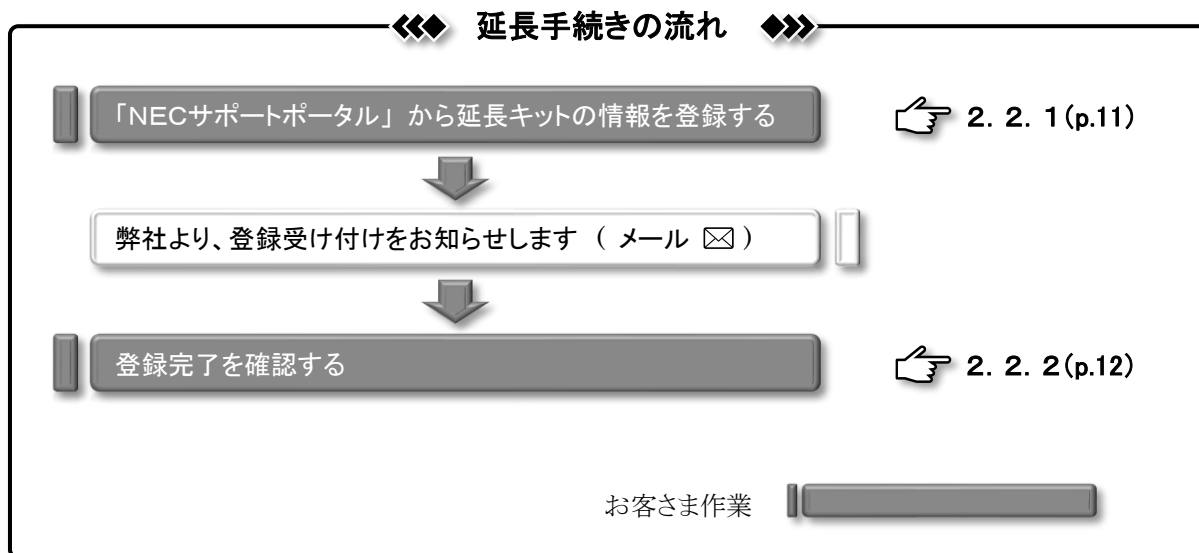 延長手続きの流れ
「NECサポートポータル」から延長キットの情報を登録する
2．2．1(p.11)
弊社より、登録受け付けをお知らせします（メール ✉）
登録完了を確認する
2．2．2(p.12)
お客さま作業